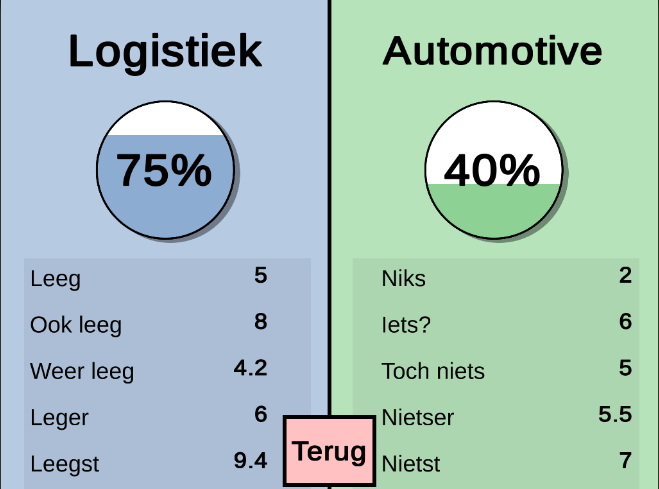 Logistiek
75%
Leeg 5
Ook leeg 8
Weer leeg 4.2
Leger 6
Leegst 9.4
Automotive
40%
Niks 2
Iets? 6
Toch niets 5
Nietser 5.5
Nietst 7
Terug